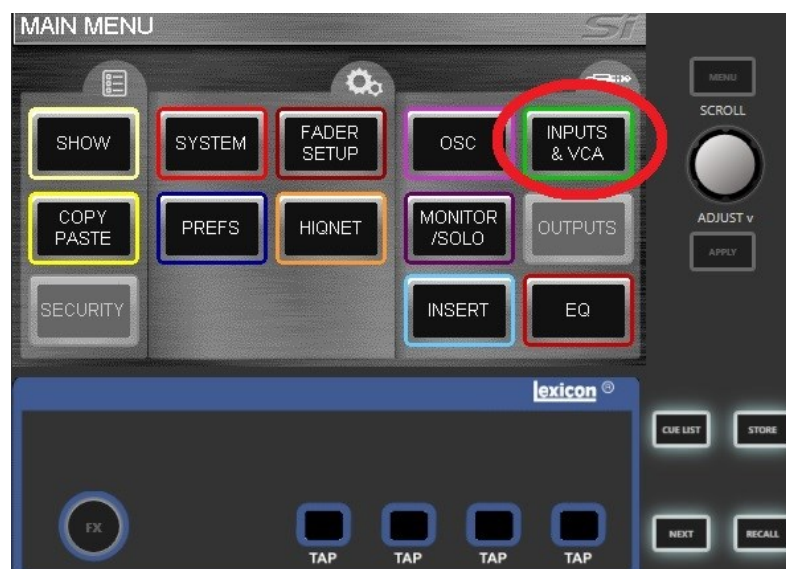 MAIN MENU
Si
SHOW
SYSTEM
FADER
SETUP
OSC
INPUTS
& VCA
COPY
PASTE
PREFS
HIQNET
MONITOR
/SOLO
OUTPUTS
SECURITY
INSERT
EQ
MENU
SCROLL
ADJUST v
APPLY
lexicon ®
FX
TAP TAP TAP TAP
CUE LIST STORE
NEXT RECALL